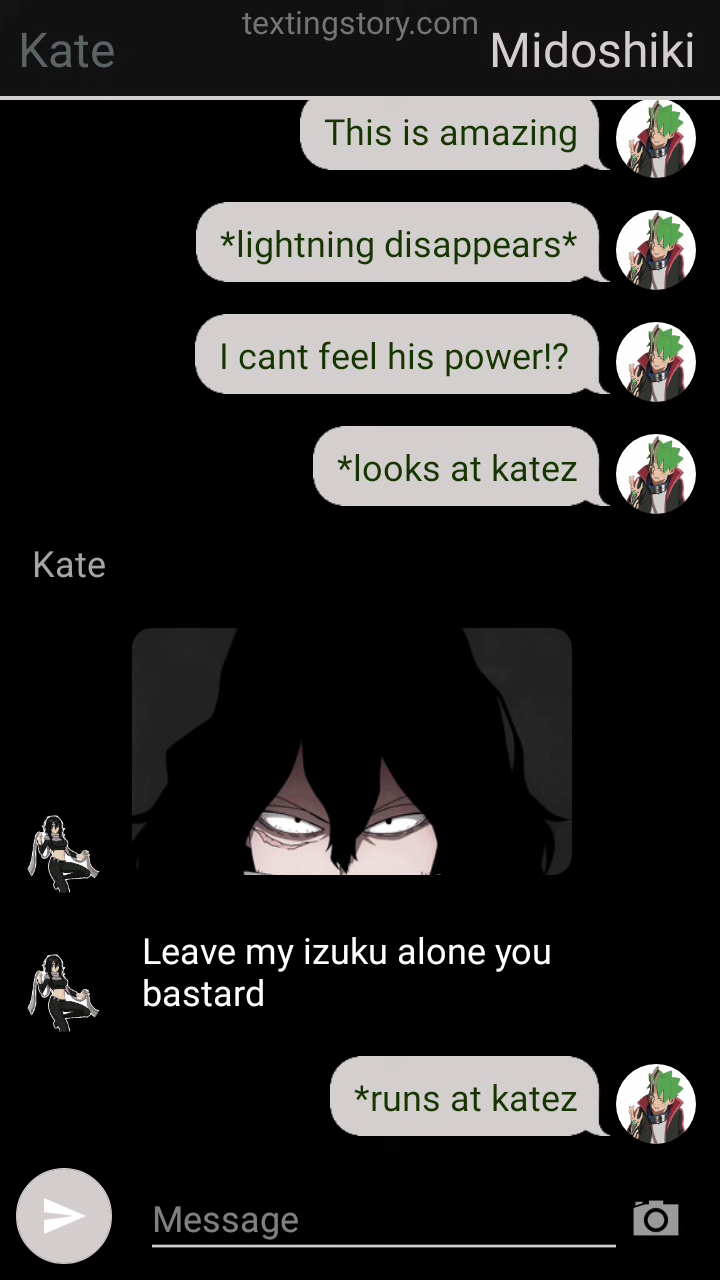 textingstory.com
Kate
Midoshiki
This is amazing
*lightning disappears*
I cant feel his power!?
*looks at katez
Kate
Leave my izuku alone you
bastard
*runs at katez
Message